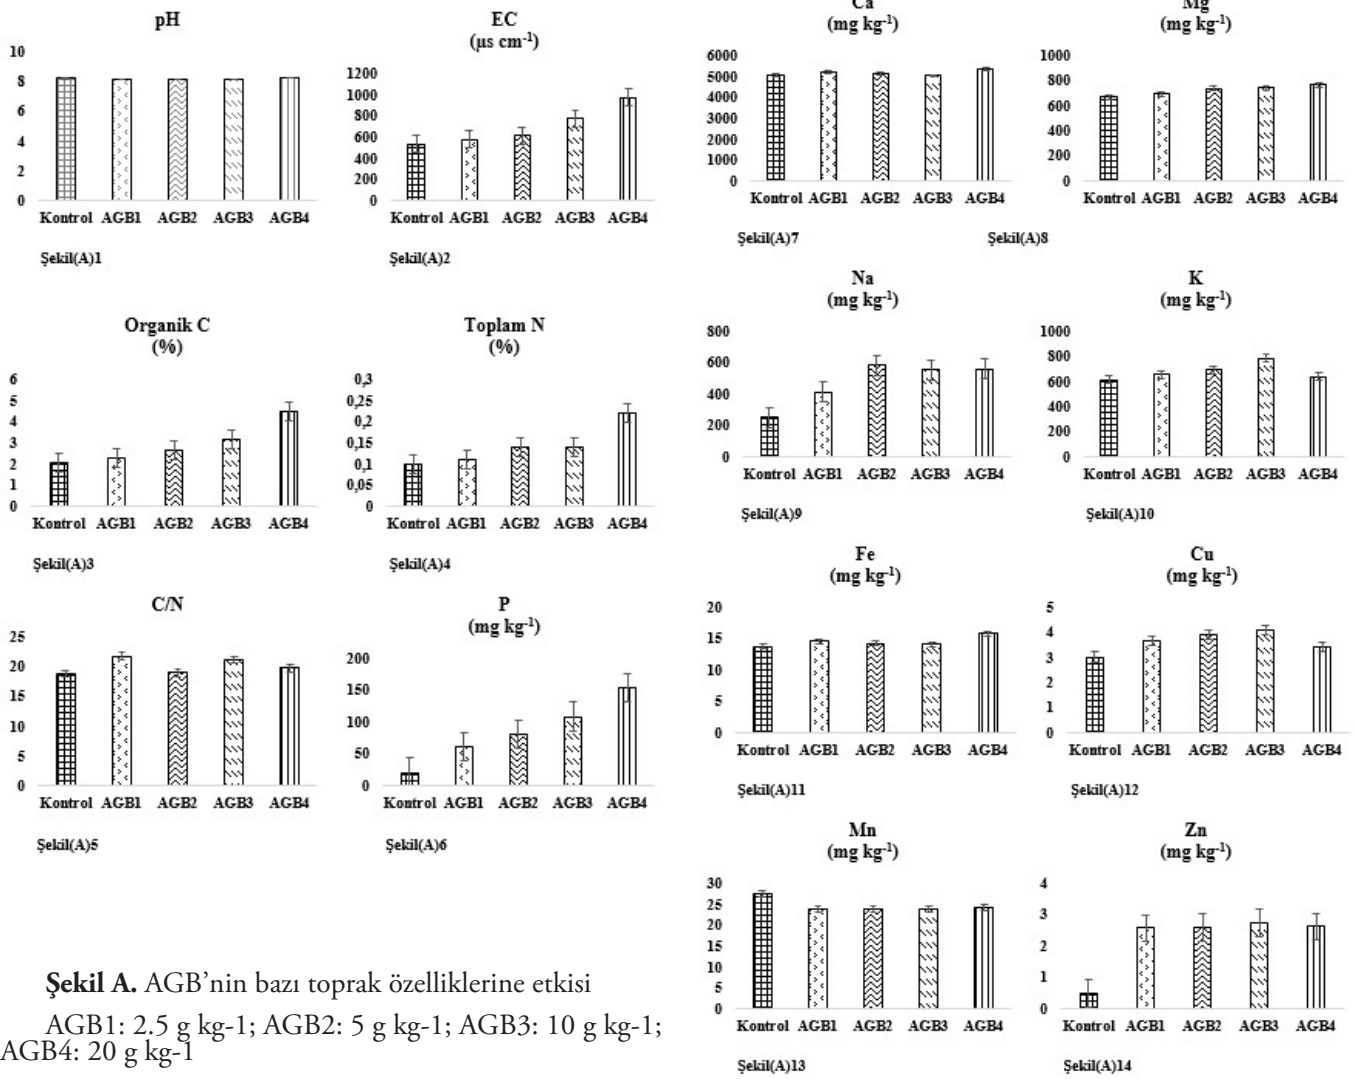 pH
10
8
6
4
2
0
Kontrol AGB1 AGB2 AGB3 AGB4
Şekil(A)1
EC
(µs cm-1)
1200
1000
800
600
400
200
0
Kontrol AGB1 AGB2 AGB3 AGB4
Şekil(A)2
Organik C
(%)
6
5
4
3
2
1
0
Kontrol AGB1 AGB2 AGB3 AGB4
Şekil(A)3
Toplam N
(%)
0,3
0,25
0,2
0,15
0,1
0,05
0
Kontrol AGB1 AGB2 AGB3 AGB4
Şekil(A)4
C/N
25
20
15
10
5
0
Kontrol AGB1 AGB2 AGB3 AGB4
Şekil(A)5
P
(mg kg-1)
200
150
100
50
0
Kontrol AGB1 AGB2 AGB3 AGB4
Şekil(A)6
Şekil A. AGB’nin bazı toprak özelliklerine etkisi
AGB1: 2.5 g kg-1; AGB2: 5 g kg-1; AGB3: 10 g kg-1;
AGB4: 20 g kg-1
Ca
(mg kg-1)
6000
5000
4000
3000
2000
1000
0
Kontrol AGB1 AGB2 AGB3 AGB4
Şekil(A)7
Mg
(mg kg-1)
1000
800
600
400
200
0
Kontrol AGB1 AGB2 AGB3 AGB4
Şekil(A)8
Na
(mg kg-1)
800
600
400
200
0
Kontrol AGB1 AGB2 AGB3 AGB4
Şekil(A)9
K
(mg kg-1)
1000
800
600
400
200
0
Kontrol AGB1 AGB2 AGB3 AGB4
Şekil(A)10
Fe
(mg kg-1)
20
15
10
5
0
Kontrol AGB1 AGB2 AGB3 AGB4
Şekil(A)11
Cu
(mg kg-1)
5
4
3
2
1
0
Kontrol AGB1 AGB2 AGB3 AGB4
Şekil(A)12
Mn
(mg kg-1)
30
25
20
15
10
5
0
Kontrol AGB1 AGB2 AGB3 AGB4
Şekil(A)13
Zn
(mg kg-1)
4
3
2
1
0
Kontrol AGB1 AGB2 AGB3 AGB4
Şekil(A)14